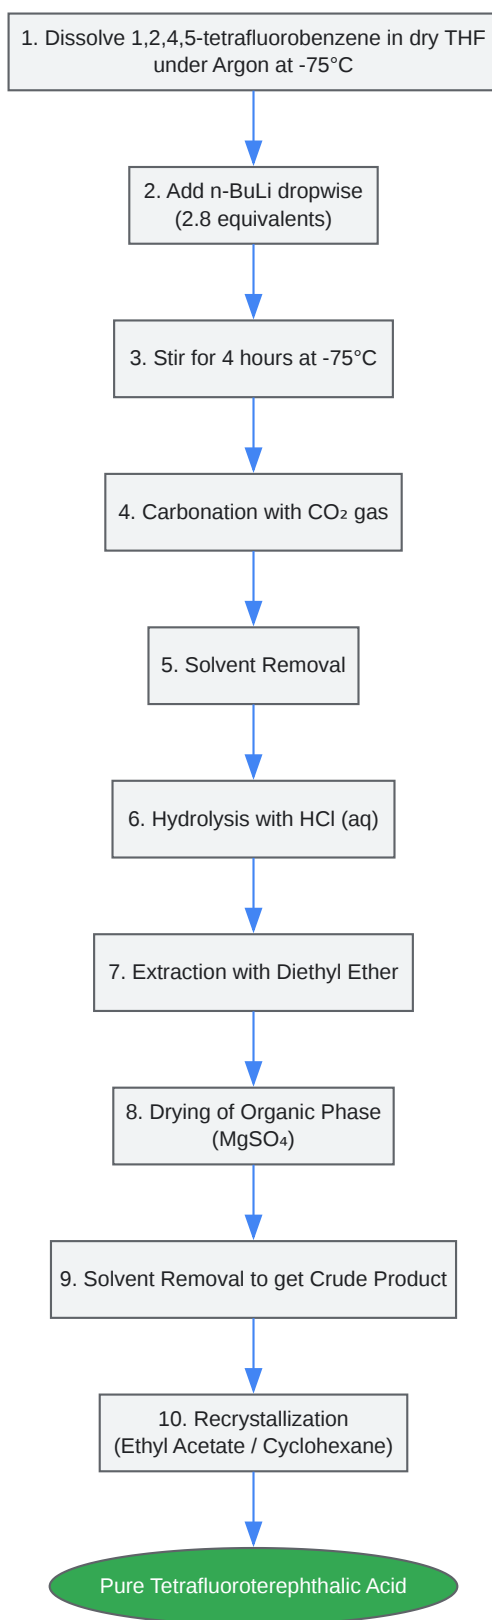 1. Dissolve 1,2,4,5-tetrafluorobenzene in dry THF
under Argon at -75°C
2. Add n-BuLi dropwise
(2.8 equivalents)
3. Stir for 4 hours at -75°C
4. Carbonation with CO₂ gas
5. Solvent Removal
6. Hydrolysis with HCl (aq)
7. Extraction with Diethyl Ether
8. Drying of Organic Phase
(MgSO₄)
9. Solvent Removal to get Crude Product
10. Recrystallization
(Ethyl Acetate / Cyclohexane)
Pure Tetrafluoroterephthalic Acid